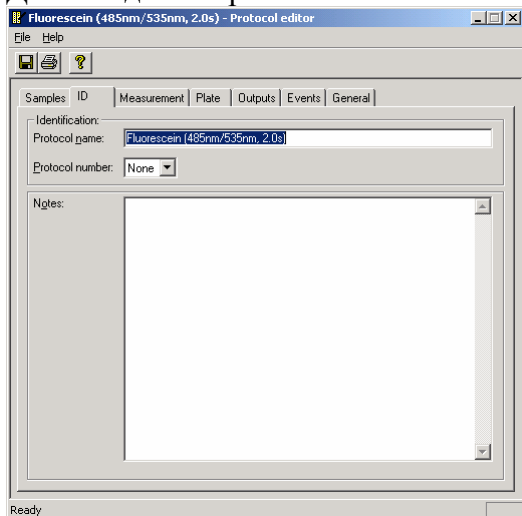 Fluorescein (485nm/535nm, 2.0s) - Protocol editor
File Help
Samples ID Measurement Plate Outputs Events General
Identification:
Protocol name: Fluorescein (485nm/535nm, 2.0s)
Protocol number: None
Notes:
Ready